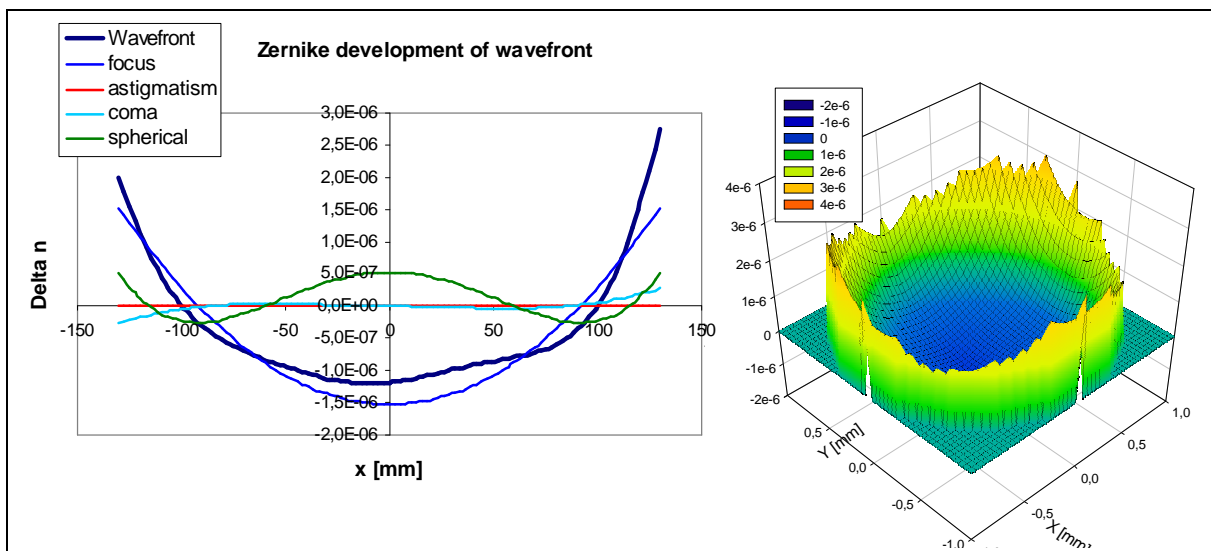 Wavefront
focus
astigmatism
coma
spherical
Zernike development of wavefront
3,0E-06
2,5E-06
2,0E-06
1,5E-06
1,0E-06
5,0E-07
0,0E+00
-5,0E-07
-1,0E-06
-1,5E-06
-2,0E-06
-150
-100
-50
0
50
100
150
Delta n
x [mm]
-2e-6
-1e-6
0
1e-6
2e-6
3e-6
4e-6
4e-6
3e-6
2e-6
1e-6
0
-1e-6
-2e-6
0,5
0,0
-0,5
-1,0
Y [mm]
1,0
0,5
0,0
-0,5
X [mm]